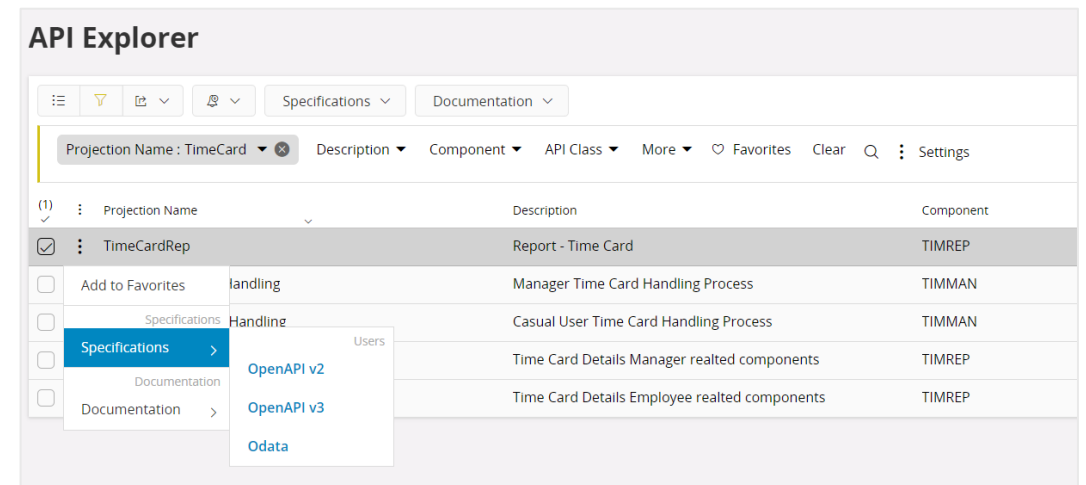 API Explorer
Specifications Documentation
Projection Name : TimeCard Description Component API Class More Favorites Clear Settings
(1) Projection Name Description Component
TimeCardRep Report - Time Card TIMREP
Add to Favorites Handling Manager Time Card Handling Process TIMMAN
Specifications Handling Casual User Time Card Handling Process TIMMAN
Specifications Users
OpenAPI v2 Time Card Details Manager realted components TIMREP
Documentation
Documentation OpenAPI v3 Time Card Details Employee realted components TIMREP
Odata